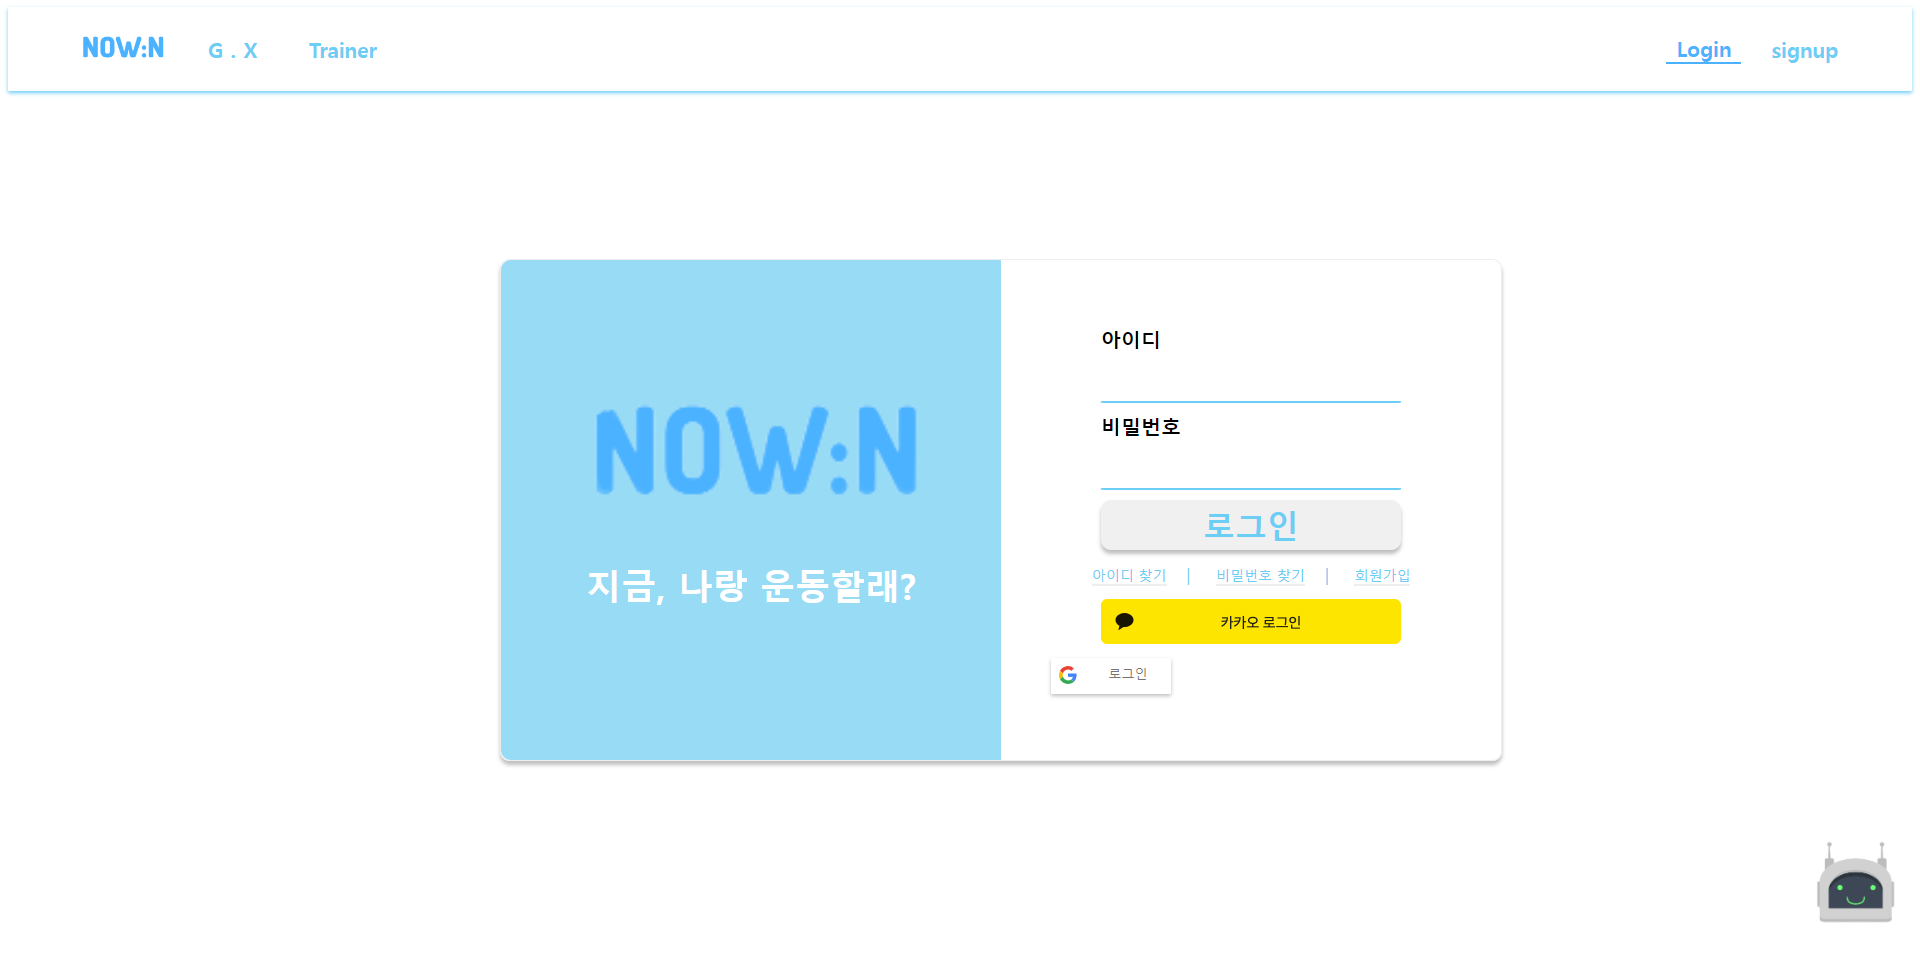 NOW:N G . X Trainer Login signup
NOW:N
지금, 나랑 운동할래?
아이디
비밀번호
로그인
아이디 찾기 | 비밀번호 찾기 | 회원가입
카카오 로그인
로그인